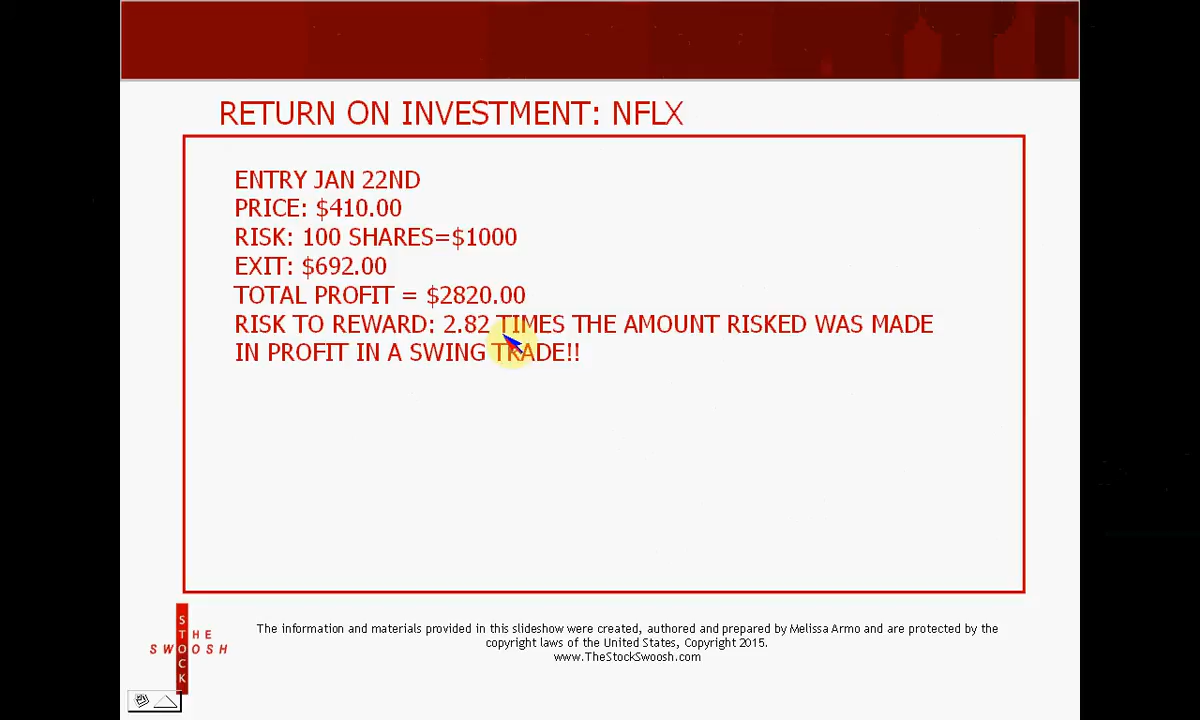 RETURN ON INVESTMENT: NFLX
ENTRY JAN 22ND
PRICE: $410.00
RISK: 100 SHARES=$1000
EXIT: $692.00
TOTAL PROFIT = $2820.00
RISK TO REWARD: 2.82 TIMES THE AMOUNT RISKED WAS MADE
IN PROFIT IN A SWING TRADE!!
THE
SWOOSH
STOCK
The information and materials provided in this slideshow were created, authored and prepared by Melissa Armo and are protected by the
copyright laws of the United States, Copyright 2015.
www.TheStockSwoosh.com